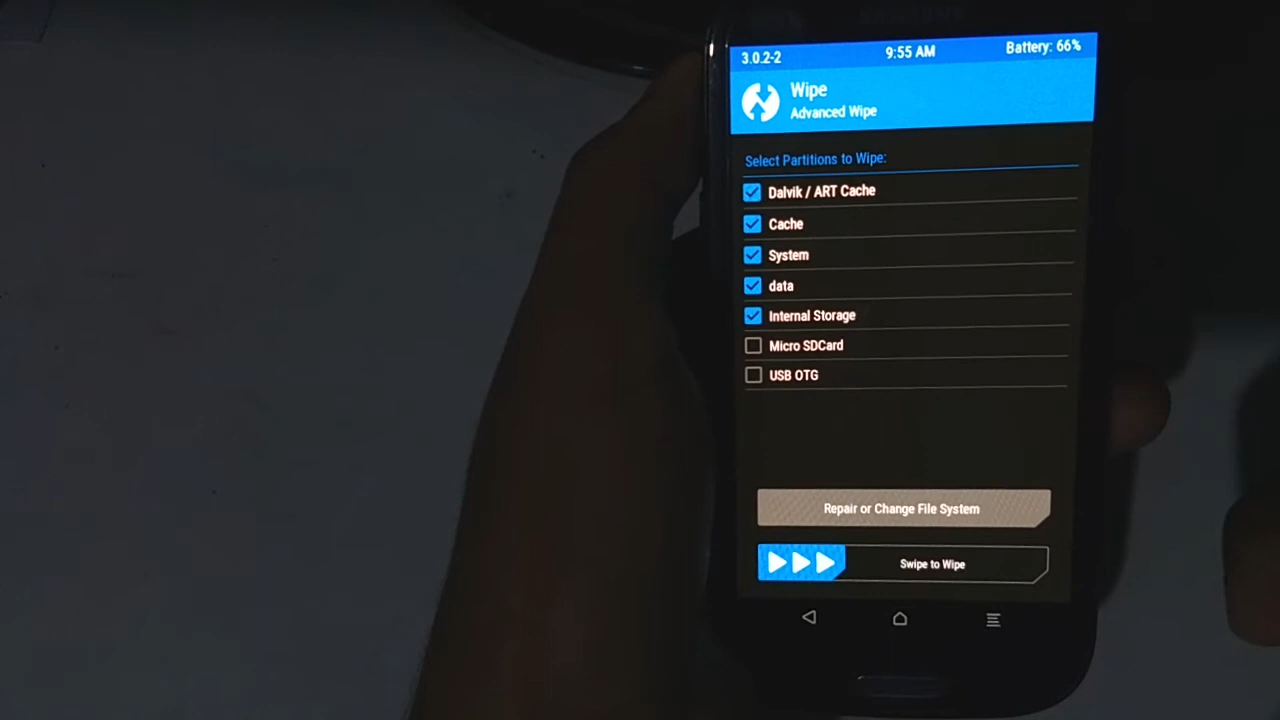 SAMSUNG
3.0.2-2 9:55 AM Battery: 66%
Wipe
Advanced Wipe
Select Partitions to Wipe:
Dalvik / ART Cache
Cache
System
data
Internal Storage
Micro SDCard
USB OTG
Repair or Change File System
Swipe to Wipe